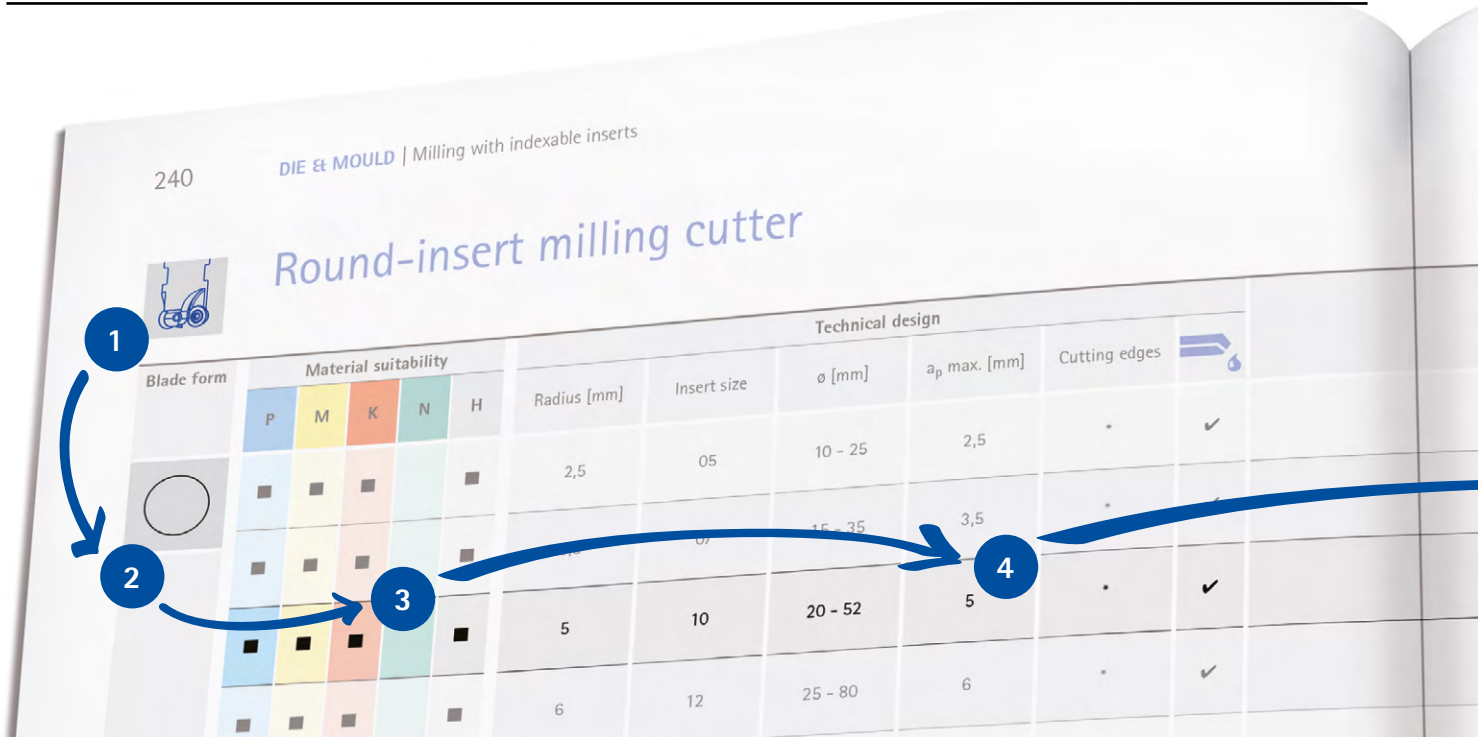 240
DIE & MOULD | Milling with indexable inserts
Round-insert milling cutter
1
Technical design
Blade form Material suitability
P M K N H Radius [mm] Insert size ø [mm] ap max. [mm] Cutting edges
■ ■ ■ ■ 2,5 05 10 - 25 2,5 • ✔
■ ■ ■ ■ 15 - 35 3,5 •
2 3 4
■ ■ ■ ■ 5 10 20 - 52 5 • ✔
■ ■ ■ ■ 6 12 25 - 80 6 • ✔